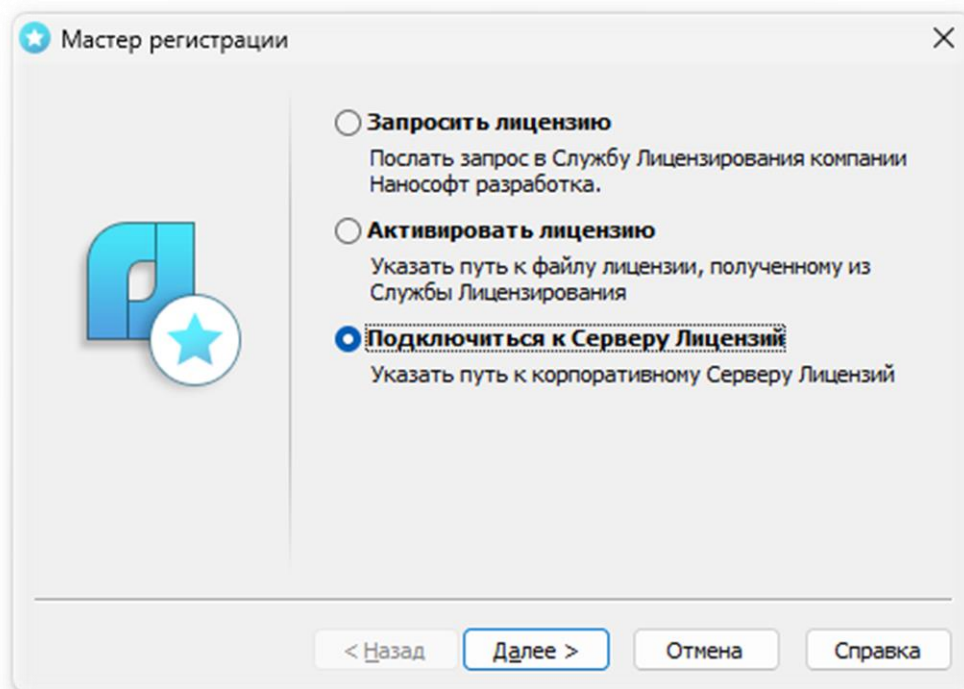 Мастер регистрации
Запросить лицензию
Послать запрос в Службу Лицензирования компании
Нанософт разработка.
Активировать лицензию
Указать путь к файлу лицензии, полученному из
Службы Лицензирования
Подключиться к Серверу Лицензий
Указать путь к корпоративному Серверу Лицензий
< Назад Далее > Отмена Справка